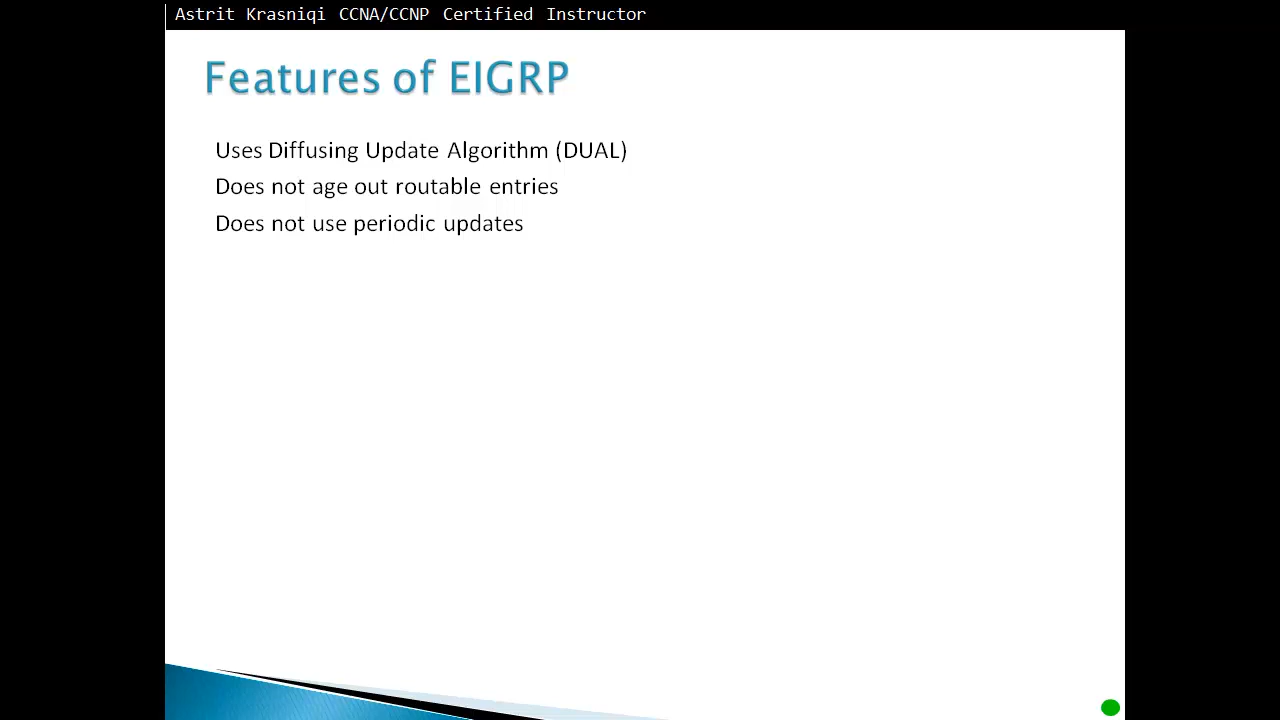 Astrit Krasniqi CCNA/CCNP Certified Instructor
Features of EIGRP
Uses Diffusing Update Algorithm (DUAL)
Does not age out routable entries
Does not use periodic updates